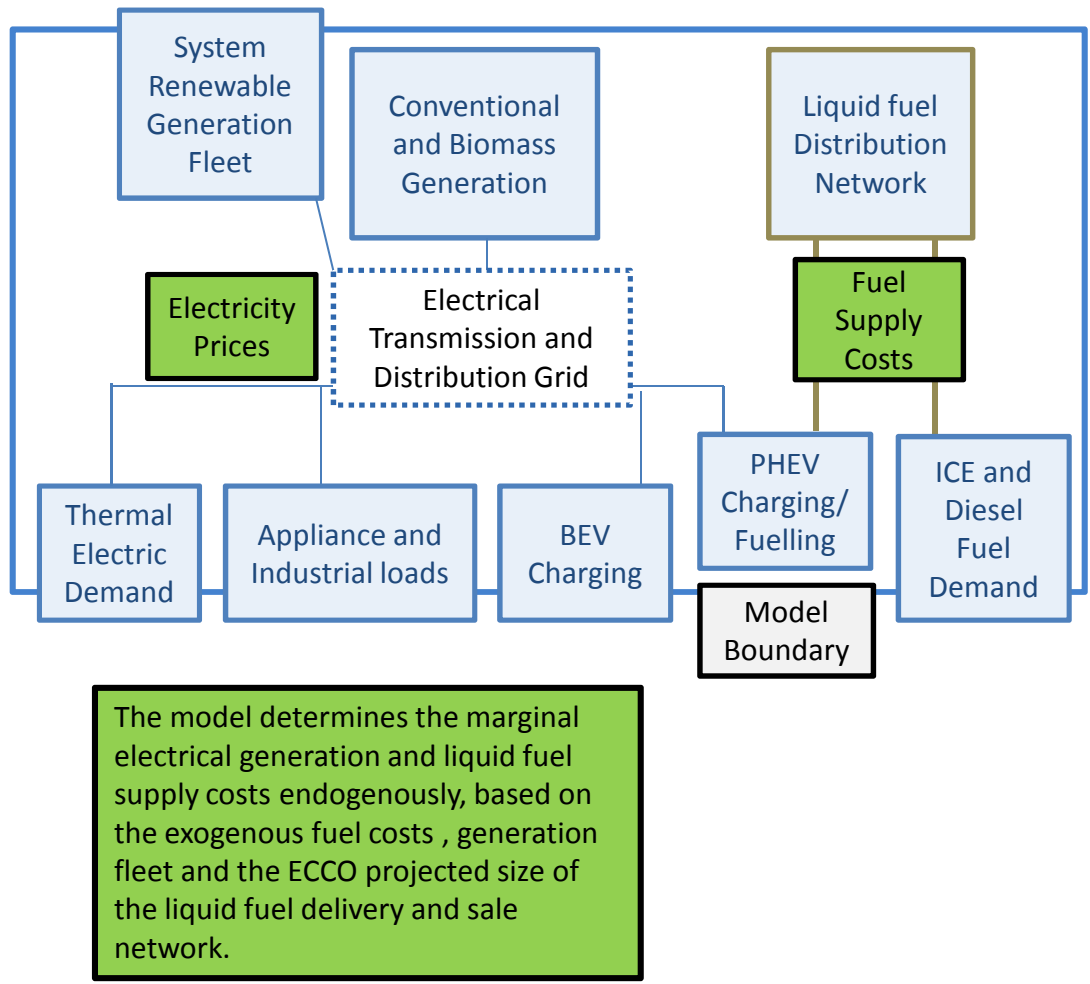 System
Renewable
Generation
Fleet
Conventional
and Biomass
Generation
Liquid fuel
Distribution
Network
Electricity
Prices
Electrical
Transmission and
Distribution Grid
Fuel
Supply
Costs
Thermal
Electric
Demand
Appliance and
Industrial loads
BEV
Charging
PHEV
Charging/
Fuelling
ICE and
Diesel
Fuel
Demand
Model
Boundary
The model determines the marginal
electrical generation and liquid fuel
supply costs endogenously, based on
the exogenous fuel costs , generation
fleet and the ECCO projected size of
the liquid fuel delivery and sale
network.